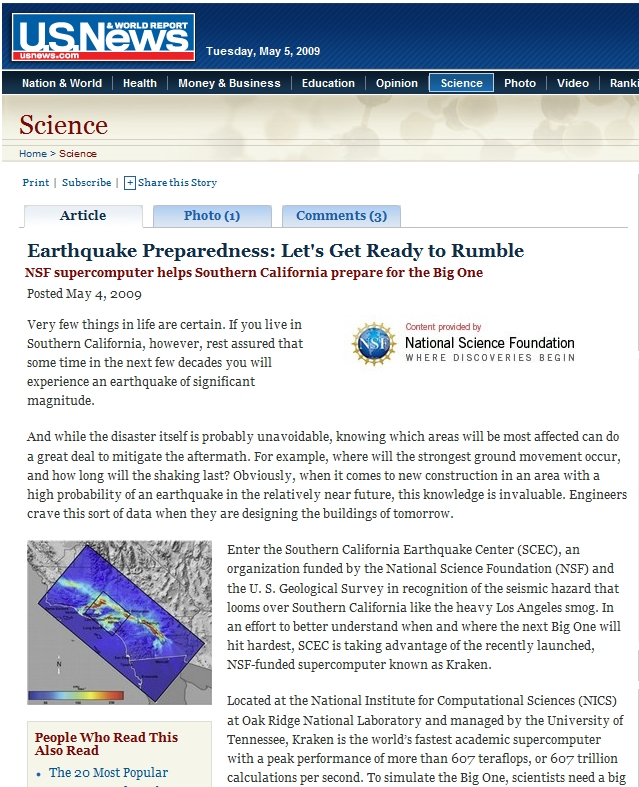 U.S.News
& WORLD REPORT
usnews.com
Tuesday, May 5, 2009
Nation & World | Health | Money & Business | Education | Opinion | Science | Photo | Video | Ranki
Science
Home > Science
Print | Subscribe | + Share this Story
Article Photo (1) Comments (3)
Earthquake Preparedness: Let's Get Ready to Rumble
NSF supercomputer helps Southern California prepare for the Big One
Posted May 4, 2009
Very few things in life are certain. If you live in
Southern California, however, rest assured that
some time in the next few decades you will
experience an earthquake of significant
magnitude.
NSF
Content provided by
National Science Foundation
WHERE DISCOVERIES BEGIN
And while the disaster itself is probably unavoidable, knowing which areas will be most affected can do
a great deal to mitigate the aftermath. For example, where will the strongest ground movement occur,
and how long will the shaking last? Obviously, when it comes to new construction in an area with a
high probability of an earthquake in the relatively near future, this knowledge is invaluable. Engineers
crave this sort of data when they are designing the buildings of tomorrow.
N
Enter the Southern California Earthquake Center (SCEC), an
organization funded by the National Science Foundation (NSF) and
the U. S. Geological Survey in recognition of the seismic hazard that
looms over Southern California like the heavy Los Angeles smog. In
an effort to better understand when and where the next Big One will
hit hardest, SCEC is taking advantage of the recently launched,
NSF-funded supercomputer known as Kraken.
Located at the National Institute for Computational Sciences (NICS)
at Oak Ridge National Laboratory and managed by the University of
Tennessee, Kraken is the world's fastest academic supercomputer
with a peak performance of more than 607 teraflops, or 607 trillion
calculations per second. To simulate the Big One, scientists need a big
People Who Read This
Also Read
• The 20 Most Popular